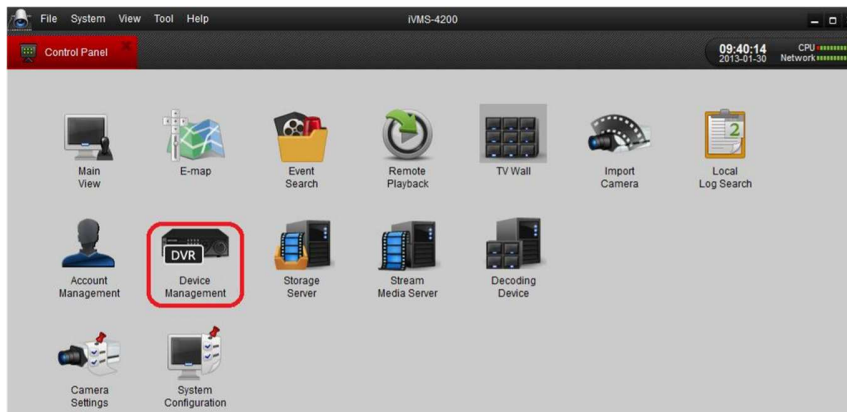 File System View Tool Help
iVMS-4200
Control Panel
09:40:14
2013-01-30
CPU
Network
Main
View
E-map
Event
Search
Remote
Playback
TV Wall
Import
Camera
2
Local
Log Search
Account
Management
DVR
Device
Management
Storage
Server
Stream
Media Server
Decoding
Device
Camera
Settings
System
Configuration